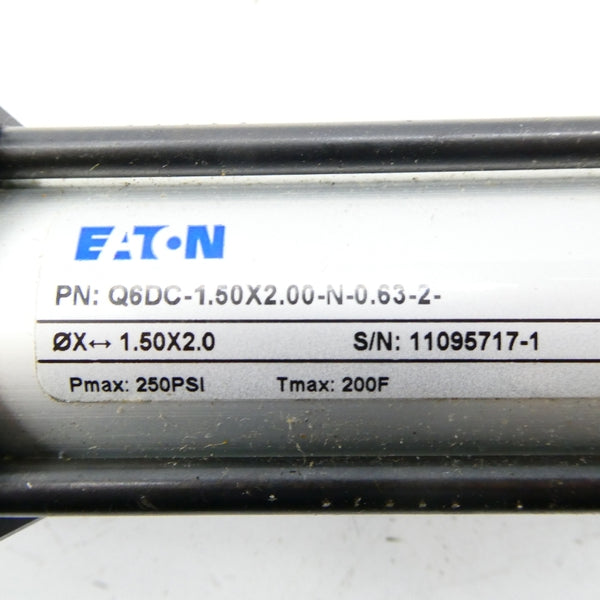 EATON
PN: Q6DC-1.50X2.00-N-0.63-2-
ØX↔ 1.50X2.0 S/N: 11095717-1
Pmax: 250PSI Tmax: 200F